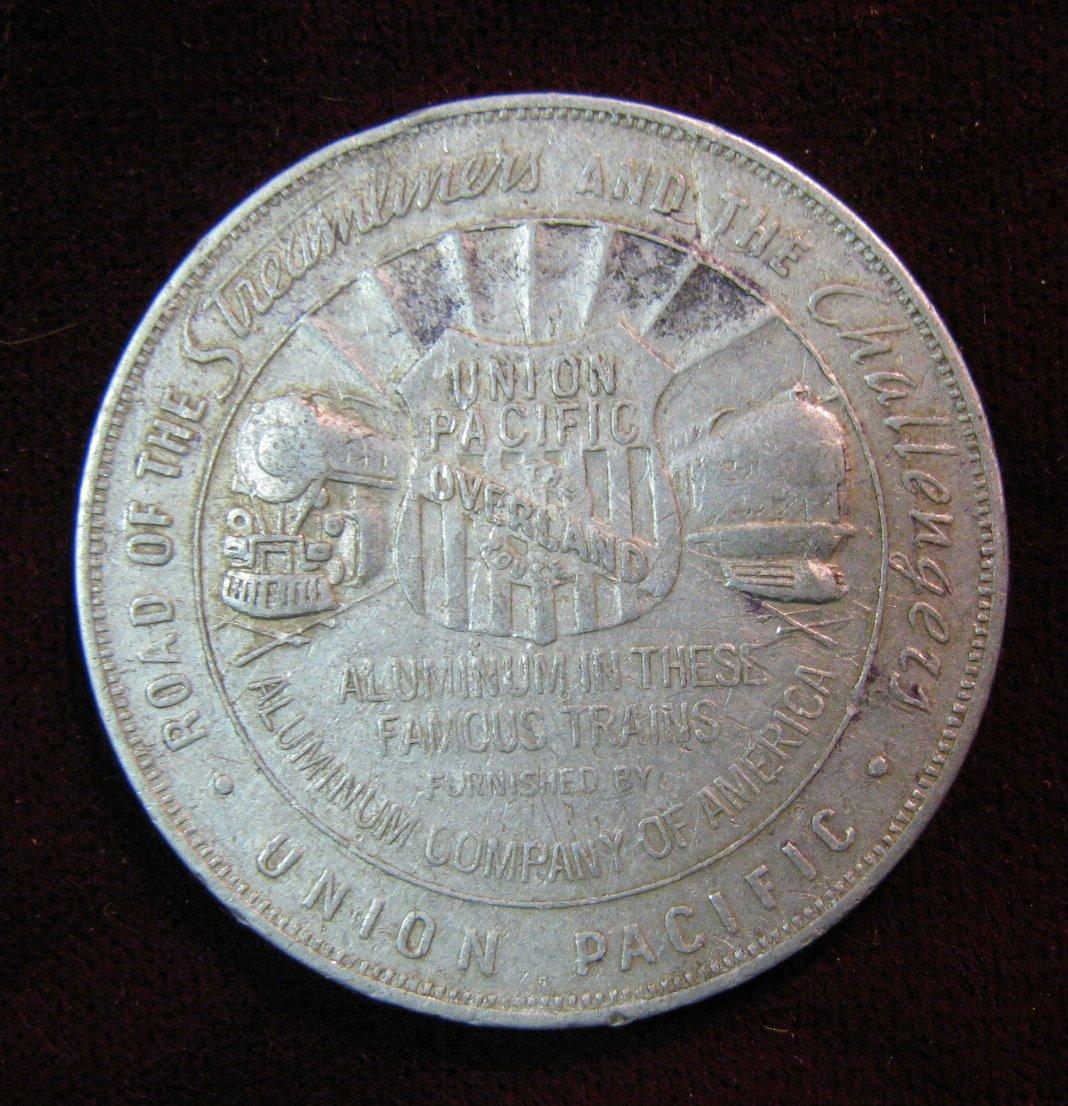 ROAD OF THE Streamliners AND THE Challengers
UNION
PACIFIC
OVERLAND
ALUMINUM IN THESE
FAMOUS TRAINS
FURNISHED BY
ALUMINUM COMPANY OF AMERICA
• UNION PACIFIC •